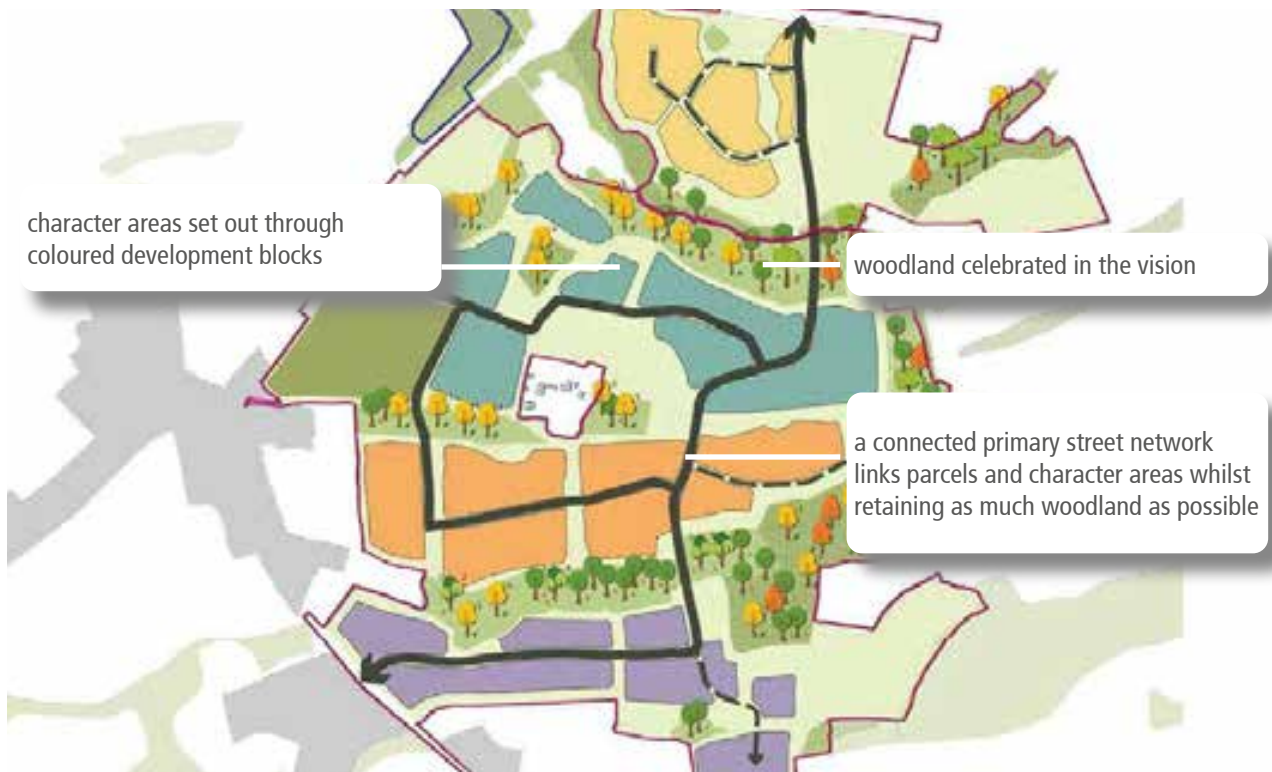 character areas set out through
coloured development blocks
woodland celebrated in the vision
a connected primary street network
links parcels and character areas whilst
retaining as much woodland as possible